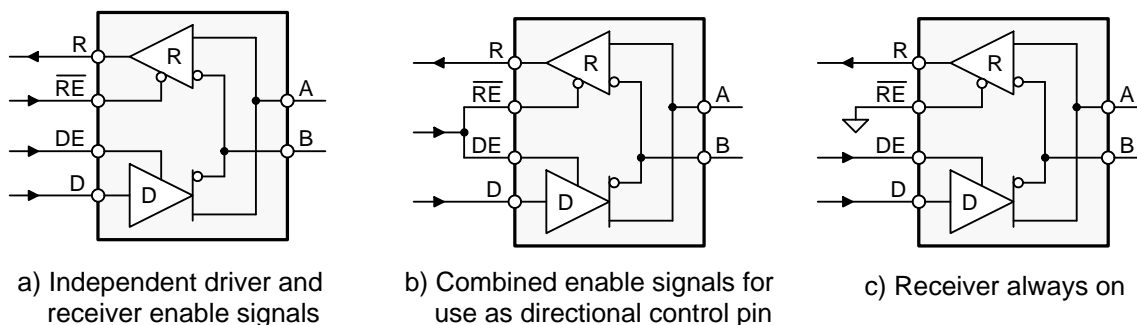 R
R
RE
A
DE
B
D
D
a) Independent driver and
receiver enable signals
R
R
RE
A
DE
B
D
D
b) Combined enable signals for
use as directional control pin
R
R
RE
A
DE
B
D
D
c) Receiver always on